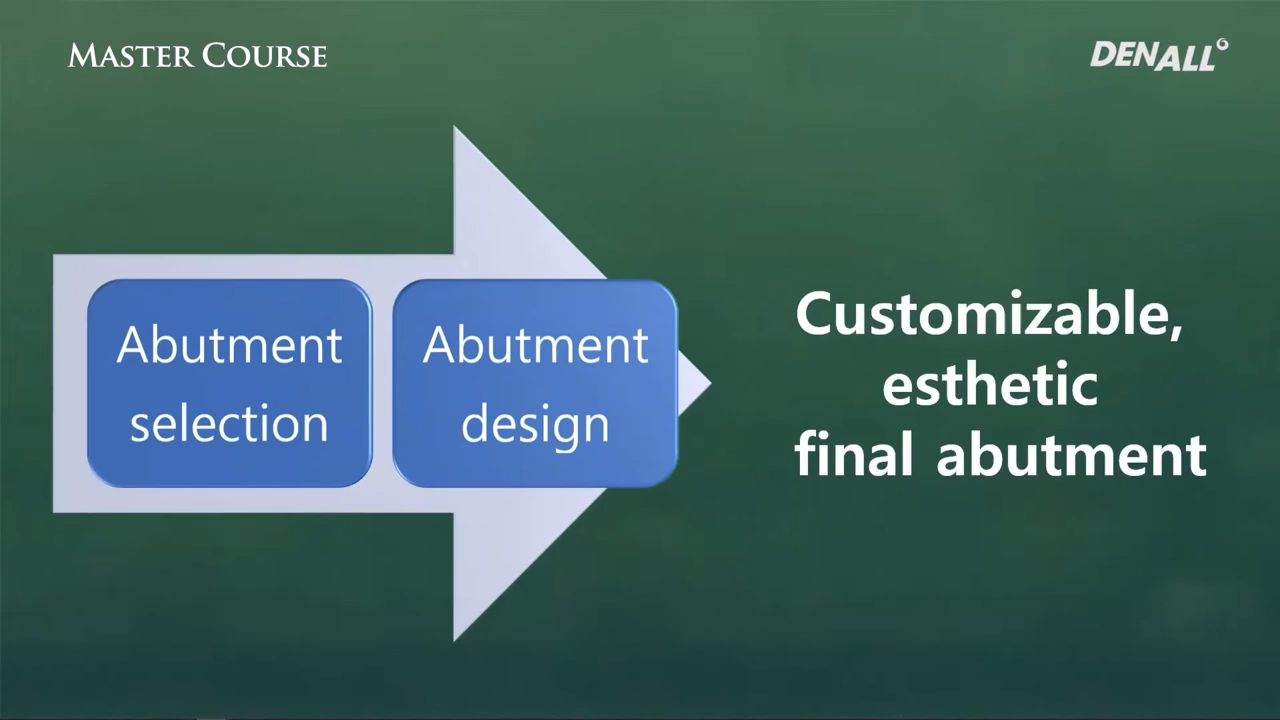 MASTER COURSE
DENALL
Abutment
selection
Abutment
design
Customizable,
esthetic
final abutment